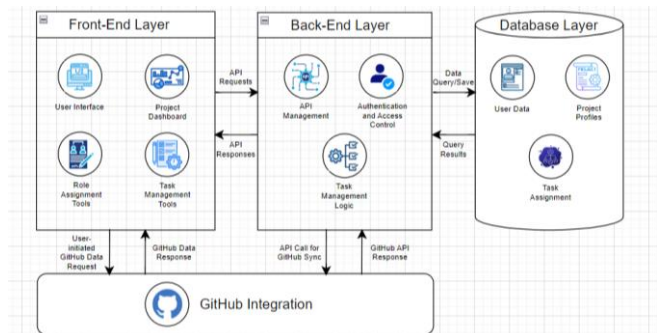 Front-End Layer
Back-End Layer
Database Layer
User Interface
Project
Dashboard
Role
Assignment
Tools
Task
Management
Tools
API
Requests
API
Responses
API
Management
Authentication
and Access
Control
Task
Management
Logic
Data
Query/Save
Query
Results
User Data
Project
Profiles
Task
Assignment
User-
initiated
GitHub Data
Request
GitHub Data
Response
API Call for
GitHub Sync
GitHub API
Response
GitHub Integration